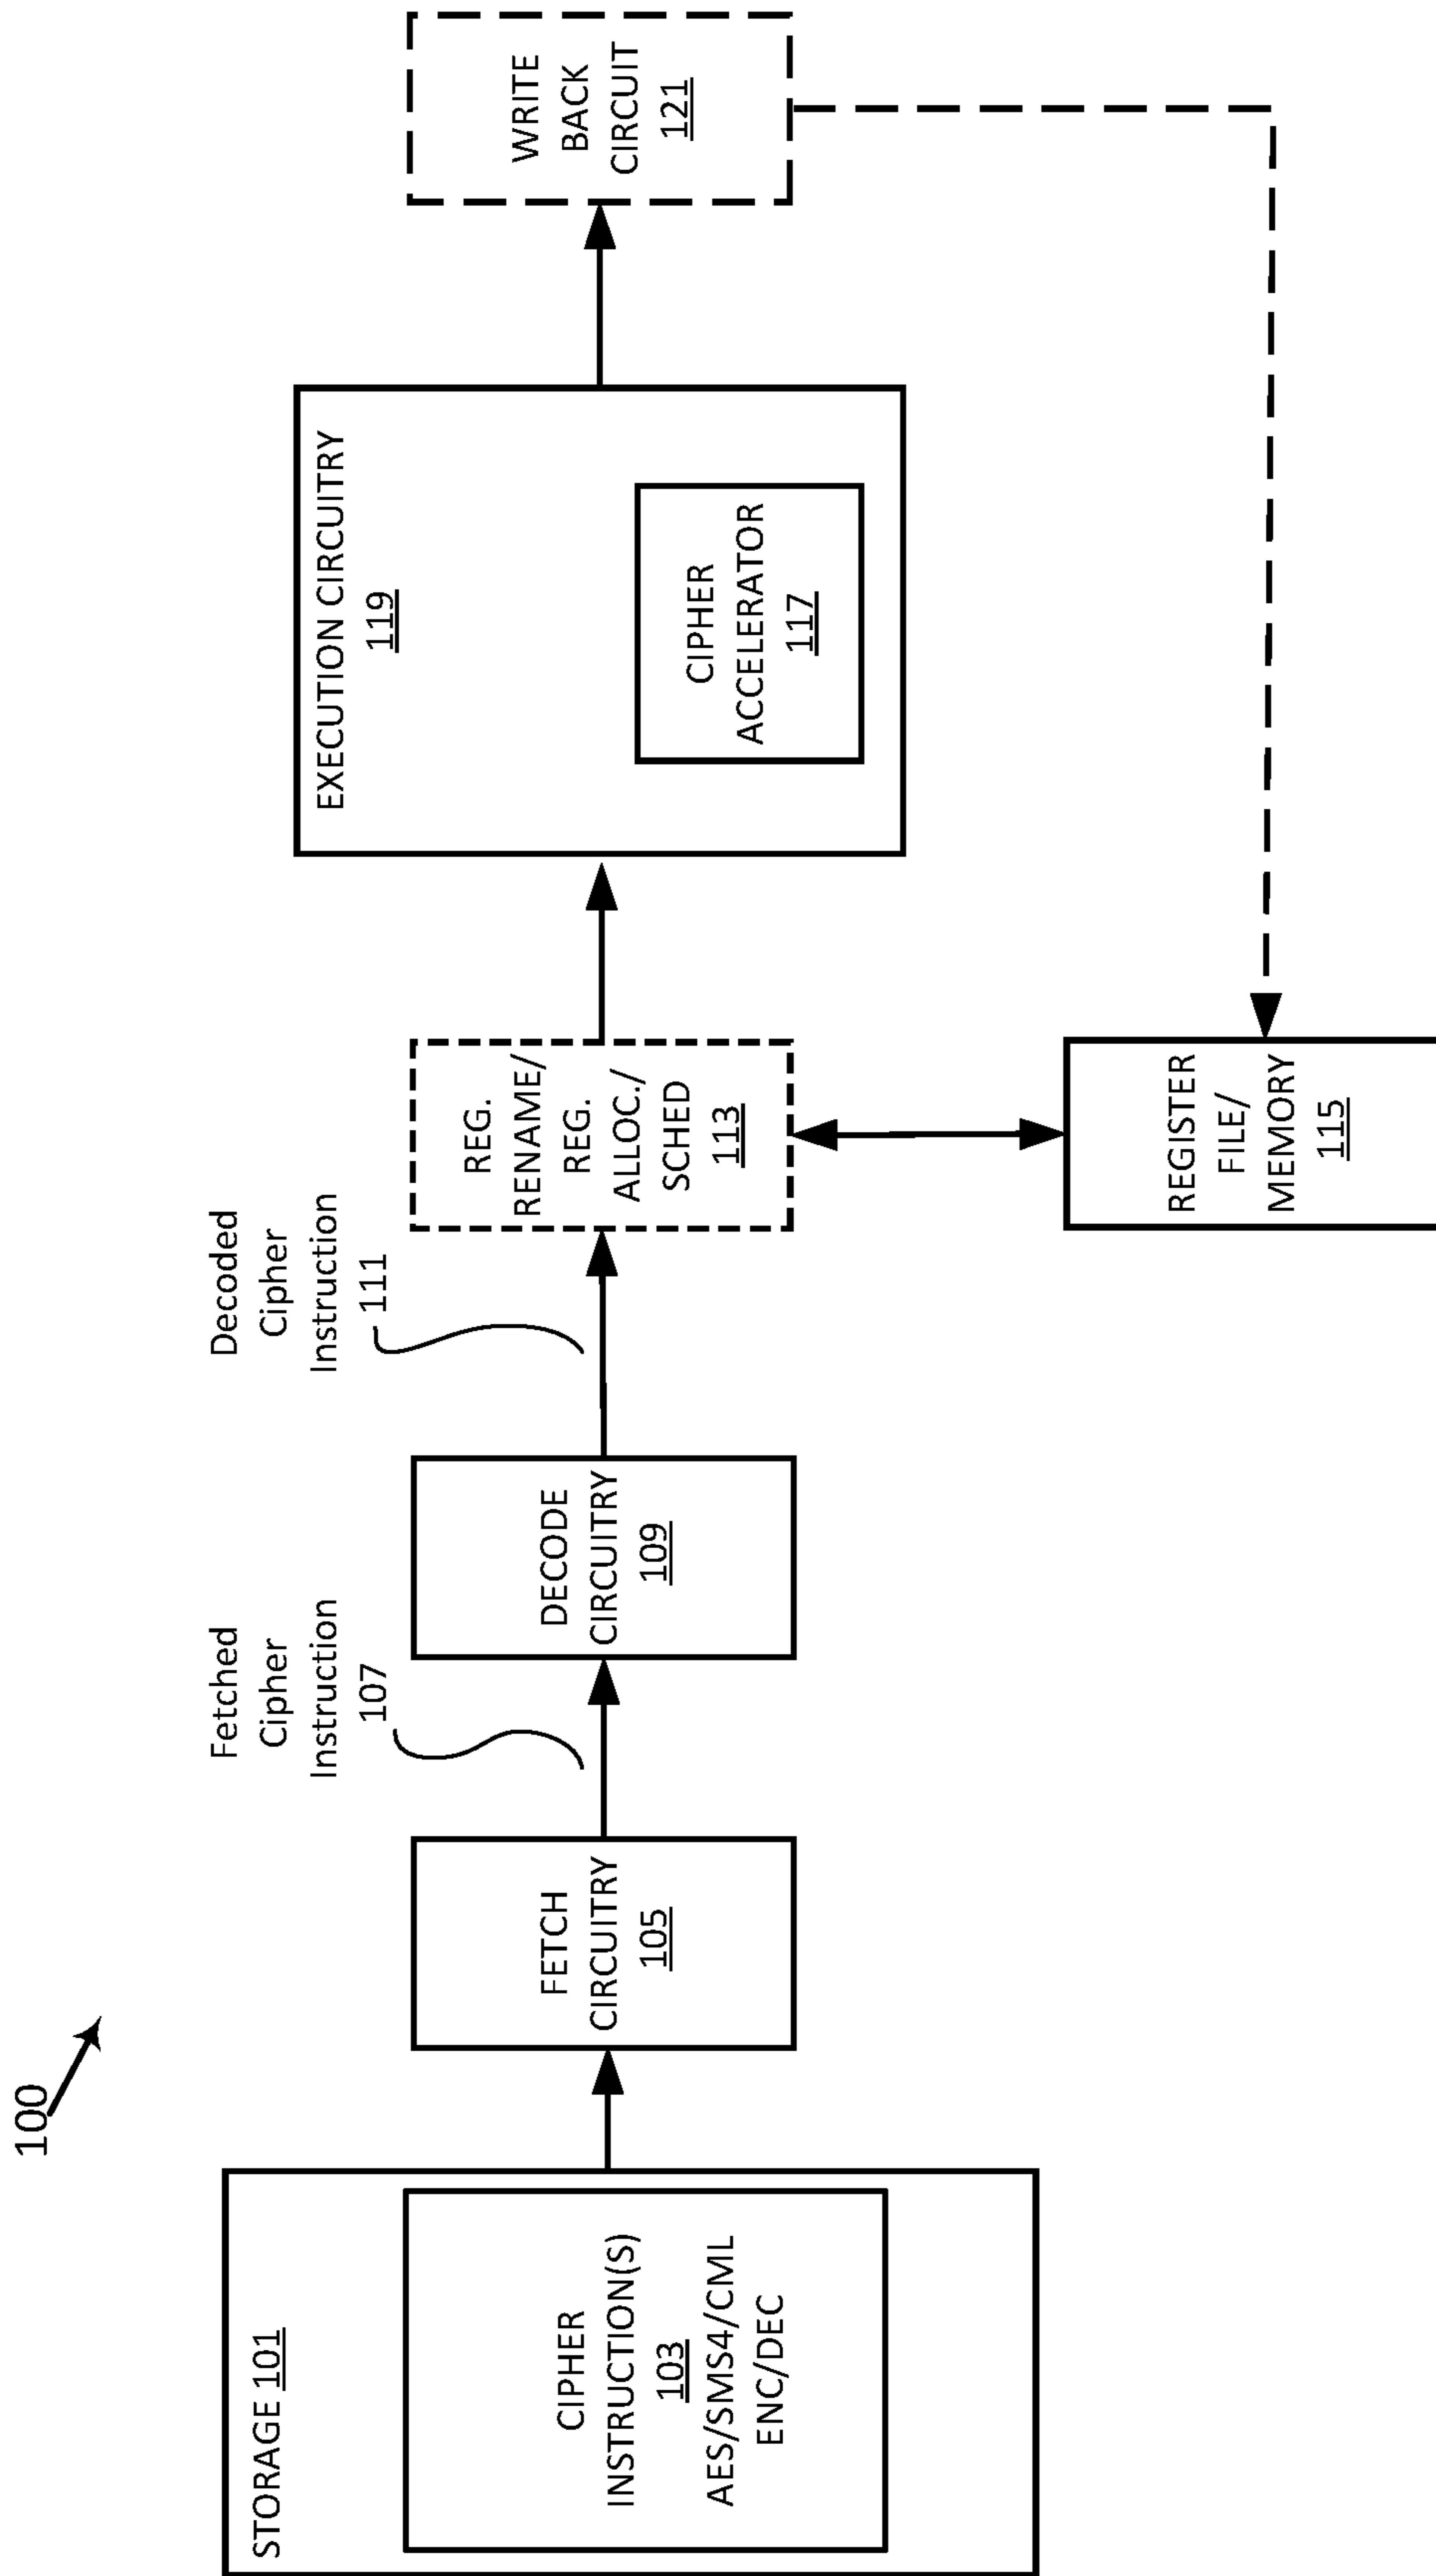 100
STORAGE 101
CIPHER
INSTRUCTION(S)
103
AES/SMS4/CML
ENC/DEC
FETCH
CIRCUITRY
105
Fetched
Cipher
Instruction
107
DECODE
CIRCUITRY
109
Decoded
Cipher
Instruction
111
REG.
RENAME/
REG.
ALLOC./
SCHED
113
REGISTER
FILE/
MEMORY
115
EXECUTION CIRCUITRY
119
CIPHER
ACCELERATOR
117
WRITE
BACK
CIRCUIT
121